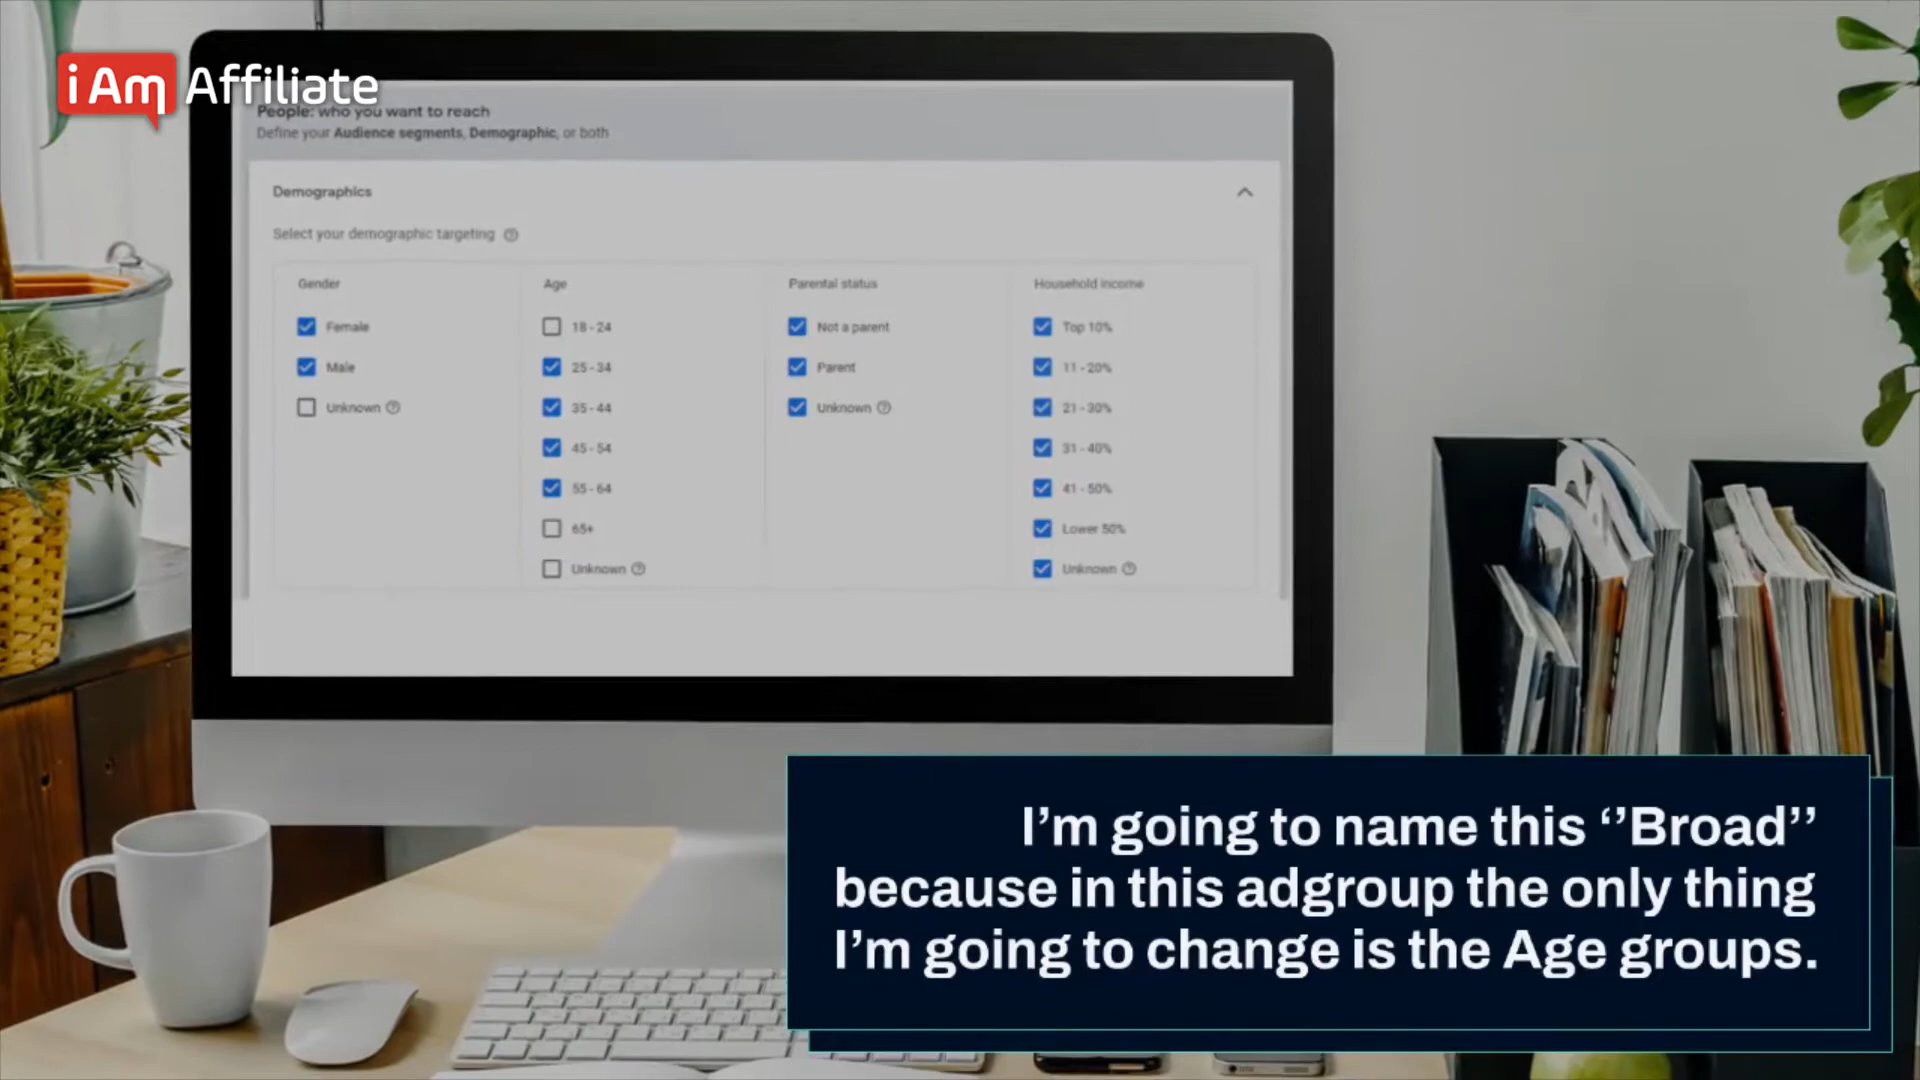 i Am Affiliate
People: who you want to reach
Define your Audience segments, Demographic, or both
Demographics
Select your demographic targeting
Gender
Female
Male
Unknown
Age
18 - 24
25 - 34
35 - 44
45 - 54
55 - 64
65+
Unknown
Parental status
Not a parent
Parent
Unknown
Household income
Top 10%
11 - 20%
21 - 30%
31 - 40%
41 - 50%
Lower 50%
Unknown
I’m going to name this ‘’Broad’’
because in this adgroup the only thing
I’m going to change is the Age groups.